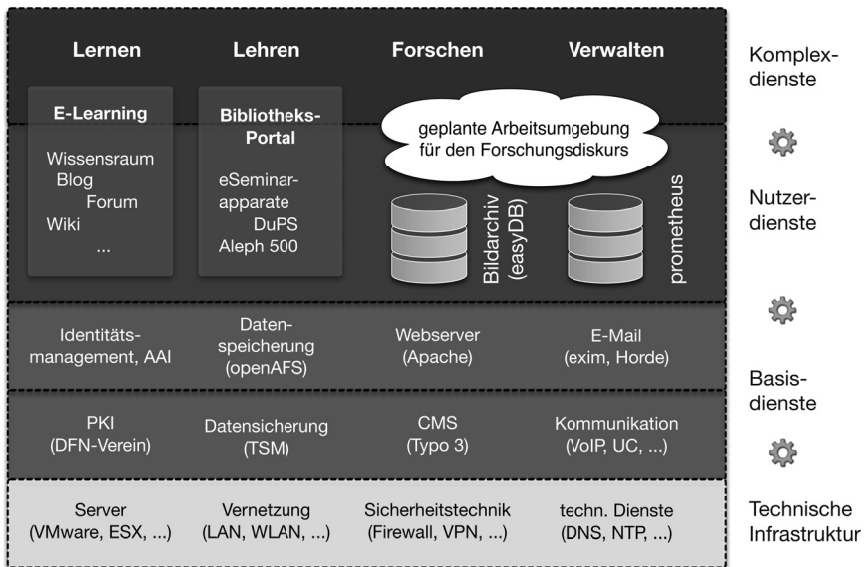 Lernen
Lehren
Forschen
Verwalten
Komplex-
dienste
E-Learning
Wissensraum
Blog
Forum
Wiki
...
Bibliotheks-
Portal
eSeminar-
apparate
DuPS
Aleph 500
geplante Arbeitsumgebung
für den Forschungsdiskurs
Bildarchiv
(easyDB)
prometheus
Nutzer-
dienste
Identitäts-
management, AAI
Daten-
speicherung
(openAFS)
Webserver
(Apache)
E-Mail
(exim, Horde)
Basis-
dienste
PKI
(DFN-Verein)
Datensicherung
(TSM)
CMS
(Typo 3)
Kommunikation
(VoIP, UC, ...)
Server
(VMware, ESX, ...)
Vernetzung
(LAN, WLAN, ...)
Sicherheitstechnik
(Firewall, VPN, ...)
techn. Dienste
(DNS, NTP, ...)
Technische
Infrastruktur